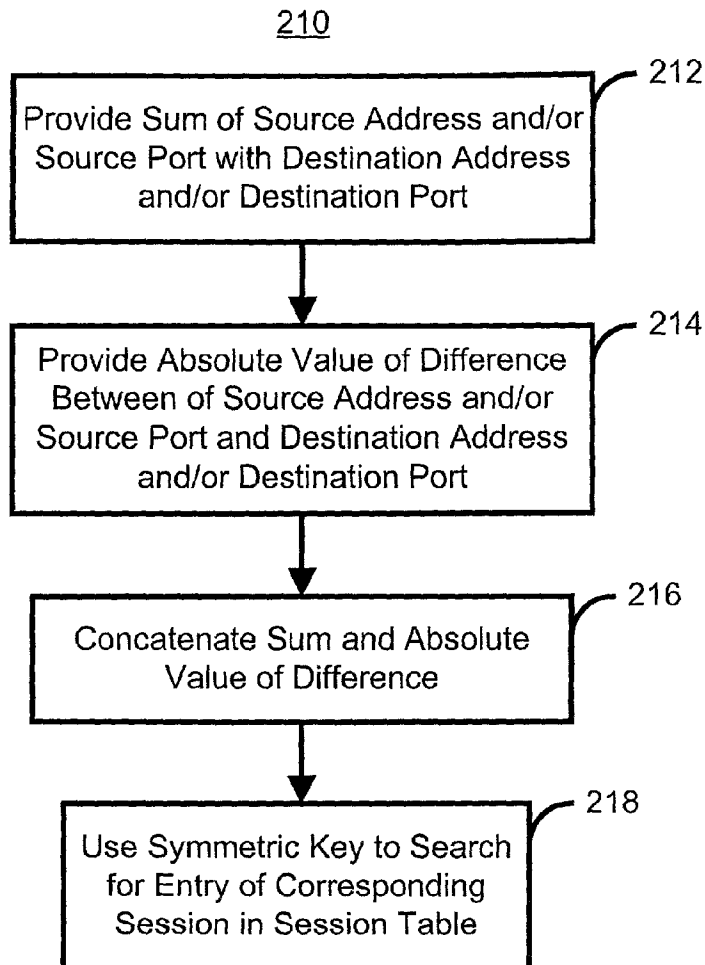 210
212
Provide Sum of Source Address and/or
Source Port with Destination Address
and/or Destination Port
214
Provide Absolute Value of Difference
Between of Source Address and/or
Source Port and Destination Address
and/or Destination Port
216
Concatenate Sum and Absolute
Value of Difference
218
Use Symmetric Key to Search
for Entry of Corresponding
Session in Session Table